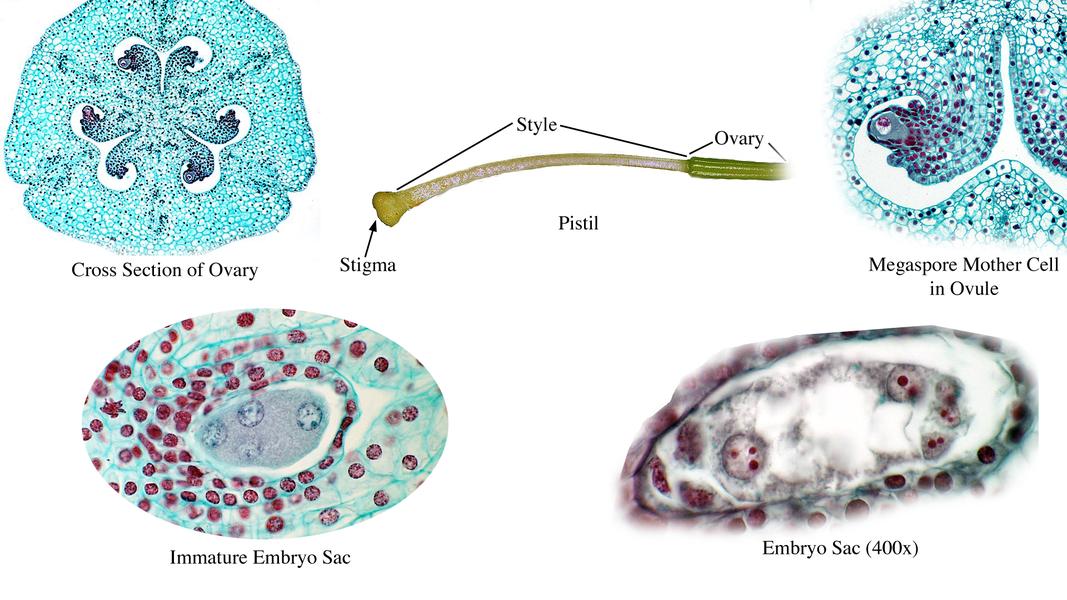 Style
Ovary
Pistil
Stigma
Cross Section of Ovary
Megaspore Mother Cell
in Ovule
Immature Embryo Sac
Embryo Sac (400x)